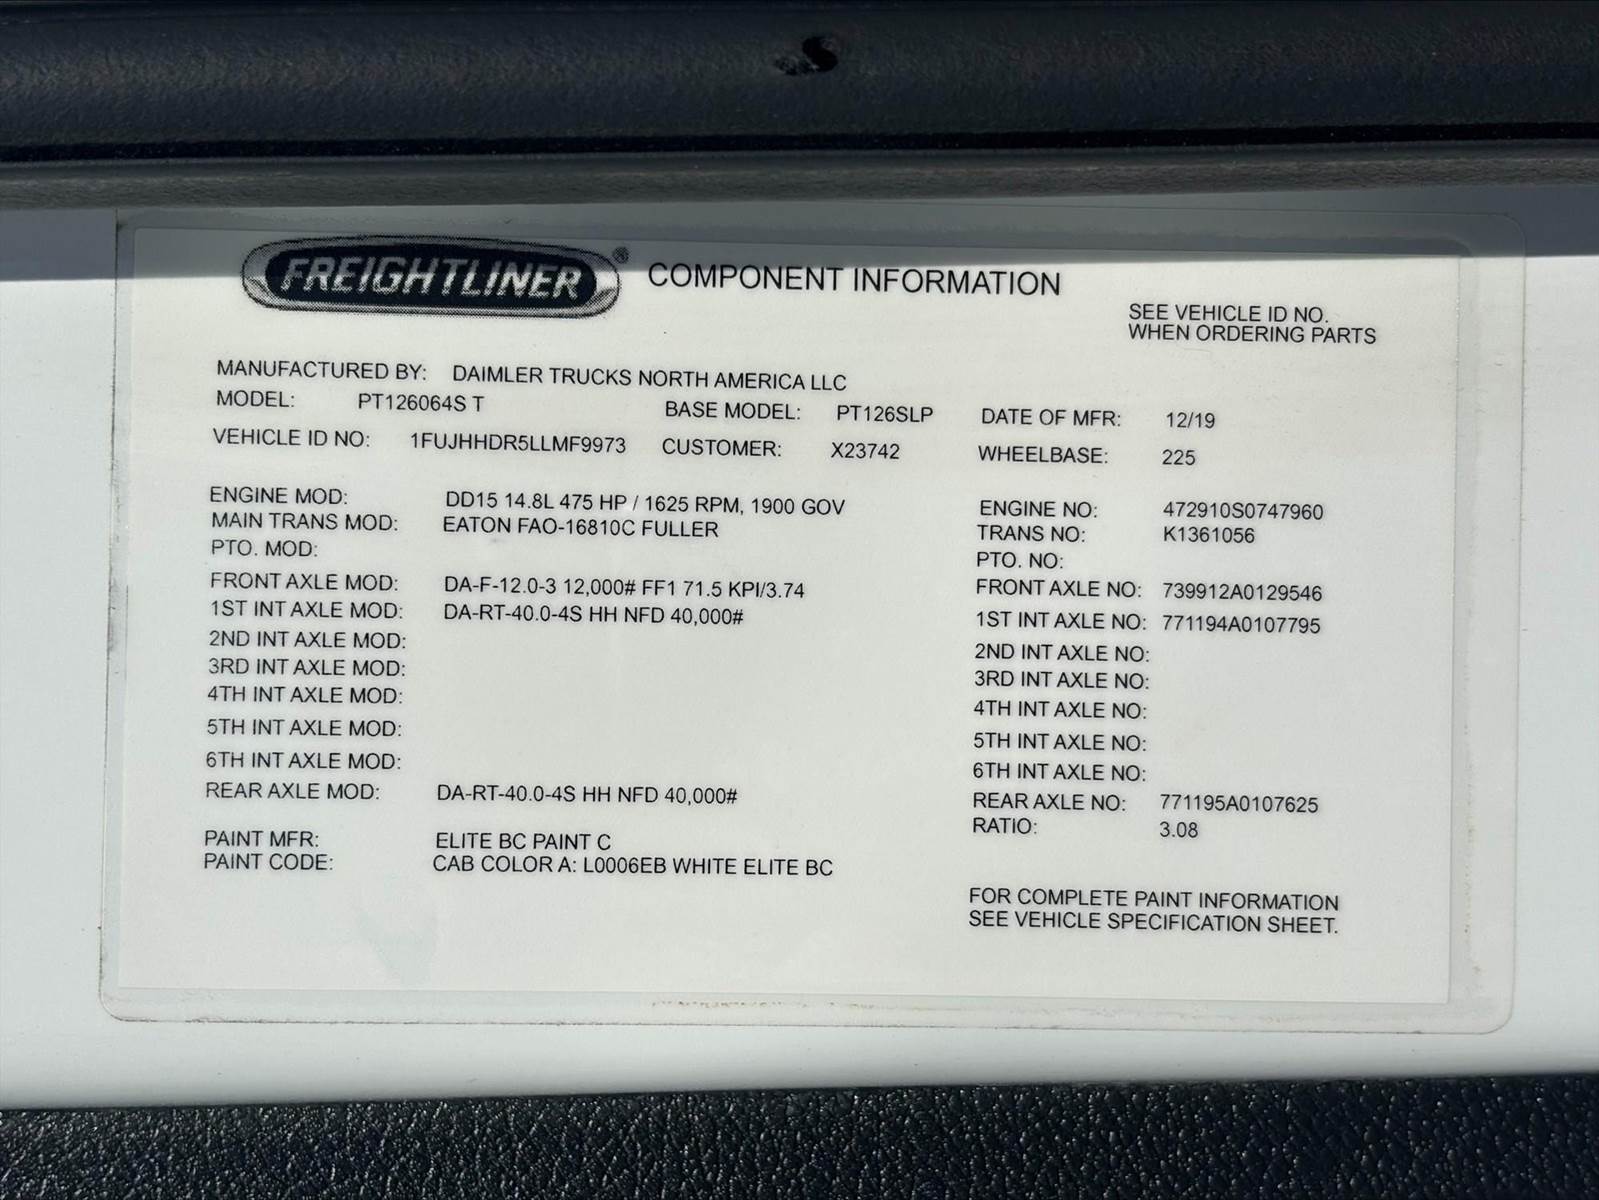 FREIGHTLINER® COMPONENT INFORMATION
SEE VEHICLE ID NO.
WHEN ORDERING PARTS
MANUFACTURED BY: DAIMLER TRUCKS NORTH AMERICA LLC
MODEL: PT126064S T BASE MODEL: PT126SLP DATE OF MFR: 12/19
VEHICLE ID NO: 1FUJHHDR5LLMF9973 CUSTOMER: X23742 WHEELBASE: 225
ENGINE MOD: DD15 14.8L 475 HP / 1625 RPM, 1900 GOV ENGINE NO: 472910S0747960
MAIN TRANS MOD: EATON FAO-16810C FULLER TRANS NO: K1361056
PTO. MOD: PTO. NO:
FRONT AXLE MOD: DA-F-12.0-3 12,000# FF1 71.5 KPI/3.74 FRONT AXLE NO: 739912A0129546
1ST INT AXLE MOD: DA-RT-40.0-4S HH NFD 40,000# 1ST INT AXLE NO: 771194A0107795
2ND INT AXLE MOD: 2ND INT AXLE NO:
3RD INT AXLE MOD: 3RD INT AXLE NO:
4TH INT AXLE MOD: 4TH INT AXLE NO:
5TH INT AXLE MOD: 5TH INT AXLE NO:
6TH INT AXLE MOD: 6TH INT AXLE NO:
REAR AXLE MOD: DA-RT-40.0-4S HH NFD 40,000# REAR AXLE NO: 771195A0107625
RATIO: 3.08
PAINT MFR: ELITE BC PAINT C
PAINT CODE: CAB COLOR A: L0006EB WHITE ELITE BC
FOR COMPLETE PAINT INFORMATION
SEE VEHICLE SPECIFICATION SHEET.